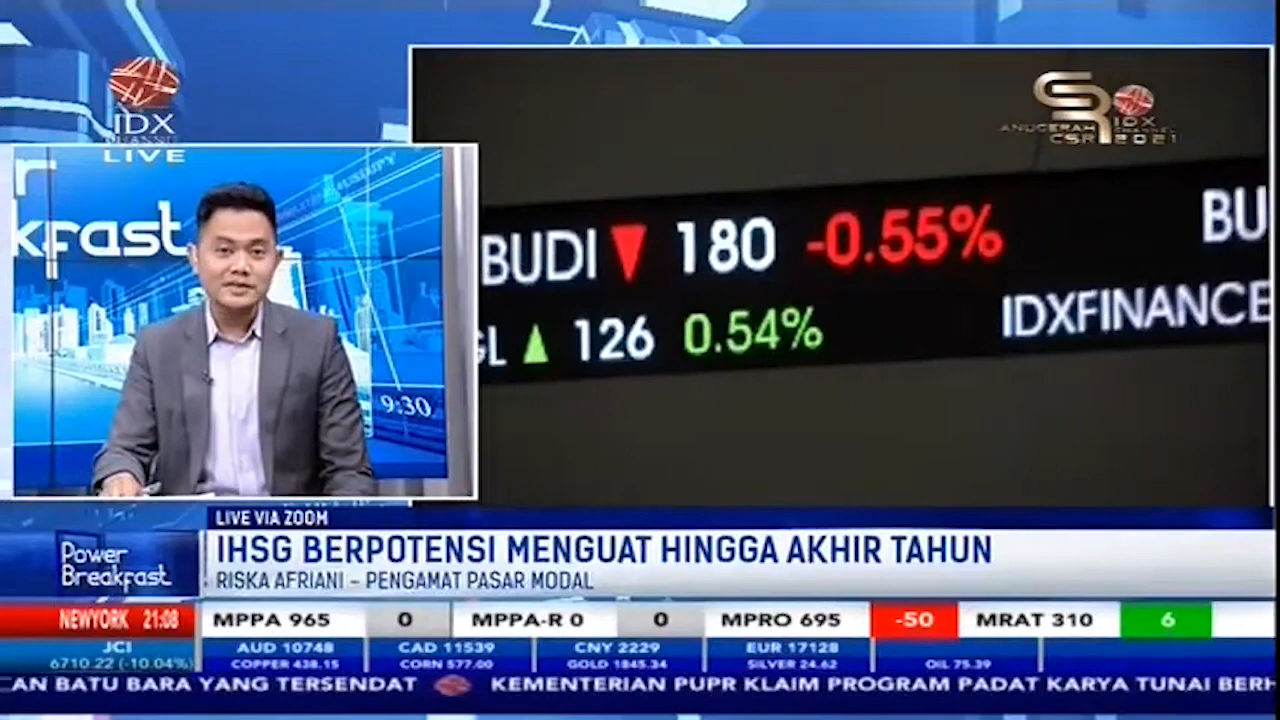 IDX
CHANNEL
LIVE
ANUGERAH
CSR 2021
IDX
CHANNEL
kfast
9:30
BUDI ▼ 180 -0.55%
GL ▲ 126 0.54%
BU
IDXFINANCE
LIVE VIA ZOOM
IHSG BERPOTENSI MENGUAT HINGGA AKHIR TAHUN
RISKA AFRIANI – PENGAMAT PASAR MODAL
Power
Breakfast
NEWYORK 21:08
MPPA 965 0 MPPA-R 0 0 MPRO 695 -50 MRAT 310 6
JCI
6710.22 (-10.04%)
AUD 10748 CAD 11539 CNY 2229 EUR 17128
COPPER 438.15 CORN 577.00 GOLD 1845.34 SILVER 24.62 OIL 75.39
AN BATU BARA YANG TERSENDAT KEMENTERIAN PUPR KLAIM PROGRAM PADAT KARYA TUNAI BERH